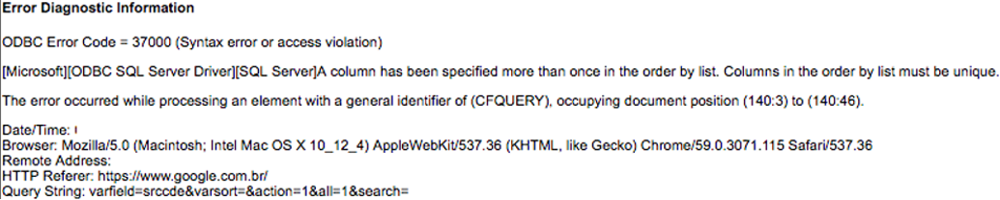 Error Diagnostic Information
ODBC Error Code = 37000 (Syntax error or access violation)
[Microsoft][ODBC SQL Server Driver][SQL Server]A column has been specified more than once in the order by list. Columns in the order by list must be unique.
The error occurred while processing an element with a general identifier of (CFQUERY), occupying document position (140:3) to (140:46).
Date/Time:
Browser: Mozilla/5.0 (Macintosh; Intel Mac OS X 10_12_4) AppleWebKit/537.36 (KHTML, like Gecko) Chrome/59.0.3071.115 Safari/537.36
Remote Address:
HTTP Referer: https://www.google.com.br/
Query String: varfield=srccde&varsort=&action=1&all=1&search=